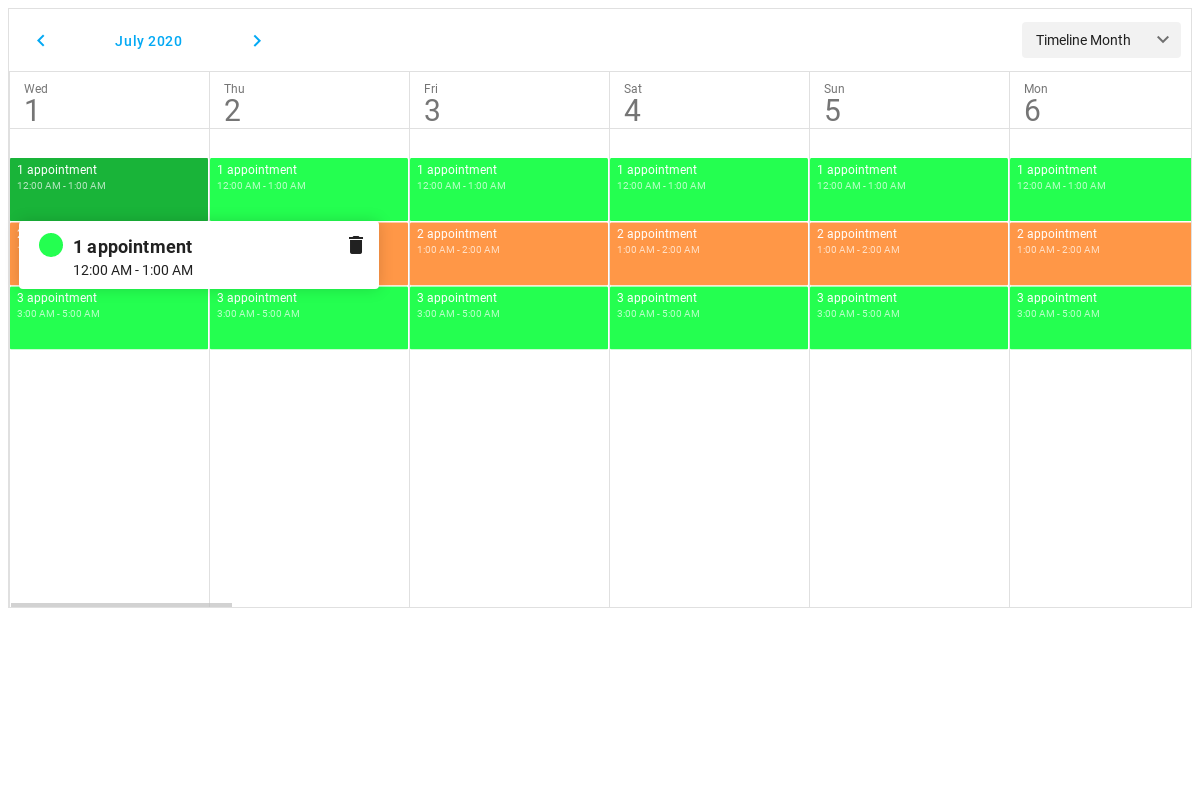 July 2020
Timeline Month
Wed Thu Fri Sat Sun Mon
1 2 3 4 5 6
1 appointment 1 appointment 1 appointment 1 appointment 1 appointment 1 appointment
12:00 AM - 1:00 AM 12:00 AM - 1:00 AM 12:00 AM - 1:00 AM 12:00 AM - 1:00 AM 12:00 AM - 1:00 AM 12:00 AM - 1:00 AM
1 appointment
12:00 AM - 1:00 AM
2 appointment 2 appointment 2 appointment 2 appointment
1:00 AM - 2:00 AM 1:00 AM - 2:00 AM 1:00 AM - 2:00 AM 1:00 AM - 2:00 AM
3 appointment 3 appointment 3 appointment 3 appointment 3 appointment 3 appointment
3:00 AM - 5:00 AM 3:00 AM - 5:00 AM 3:00 AM - 5:00 AM 3:00 AM - 5:00 AM 3:00 AM - 5:00 AM 3:00 AM - 5:00 AM